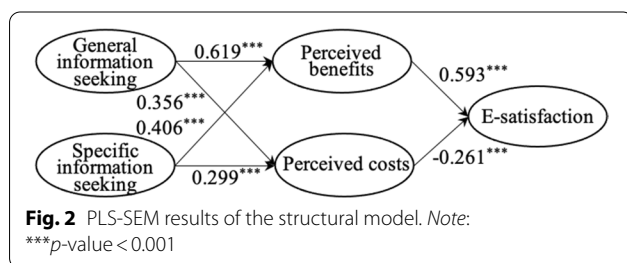 General
information
seeking
0.619***
Perceived
benefits
0.593***
0.356***
0.406***
E-satisfaction
Specific
information
seeking
0.299***
Perceived costs
-0.261***
Fig. 2 PLS-SEM results of the structural model. Note:
***p-value < 0.001